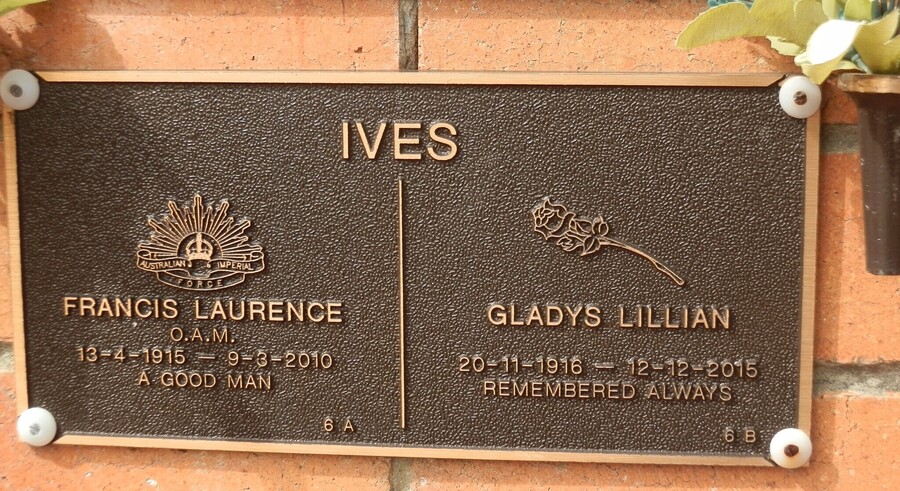 IVES
AUSTRALIAN IMPERIAL
FORCE
FRANCIS LAURENCE
O.A.M.
13-4-1915 — 9-3-2010
A GOOD MAN
6 A
GLADYS LILLIAN
20-11-1916 — 12-12-2015
REMEMBERED ALWAYS
6 B